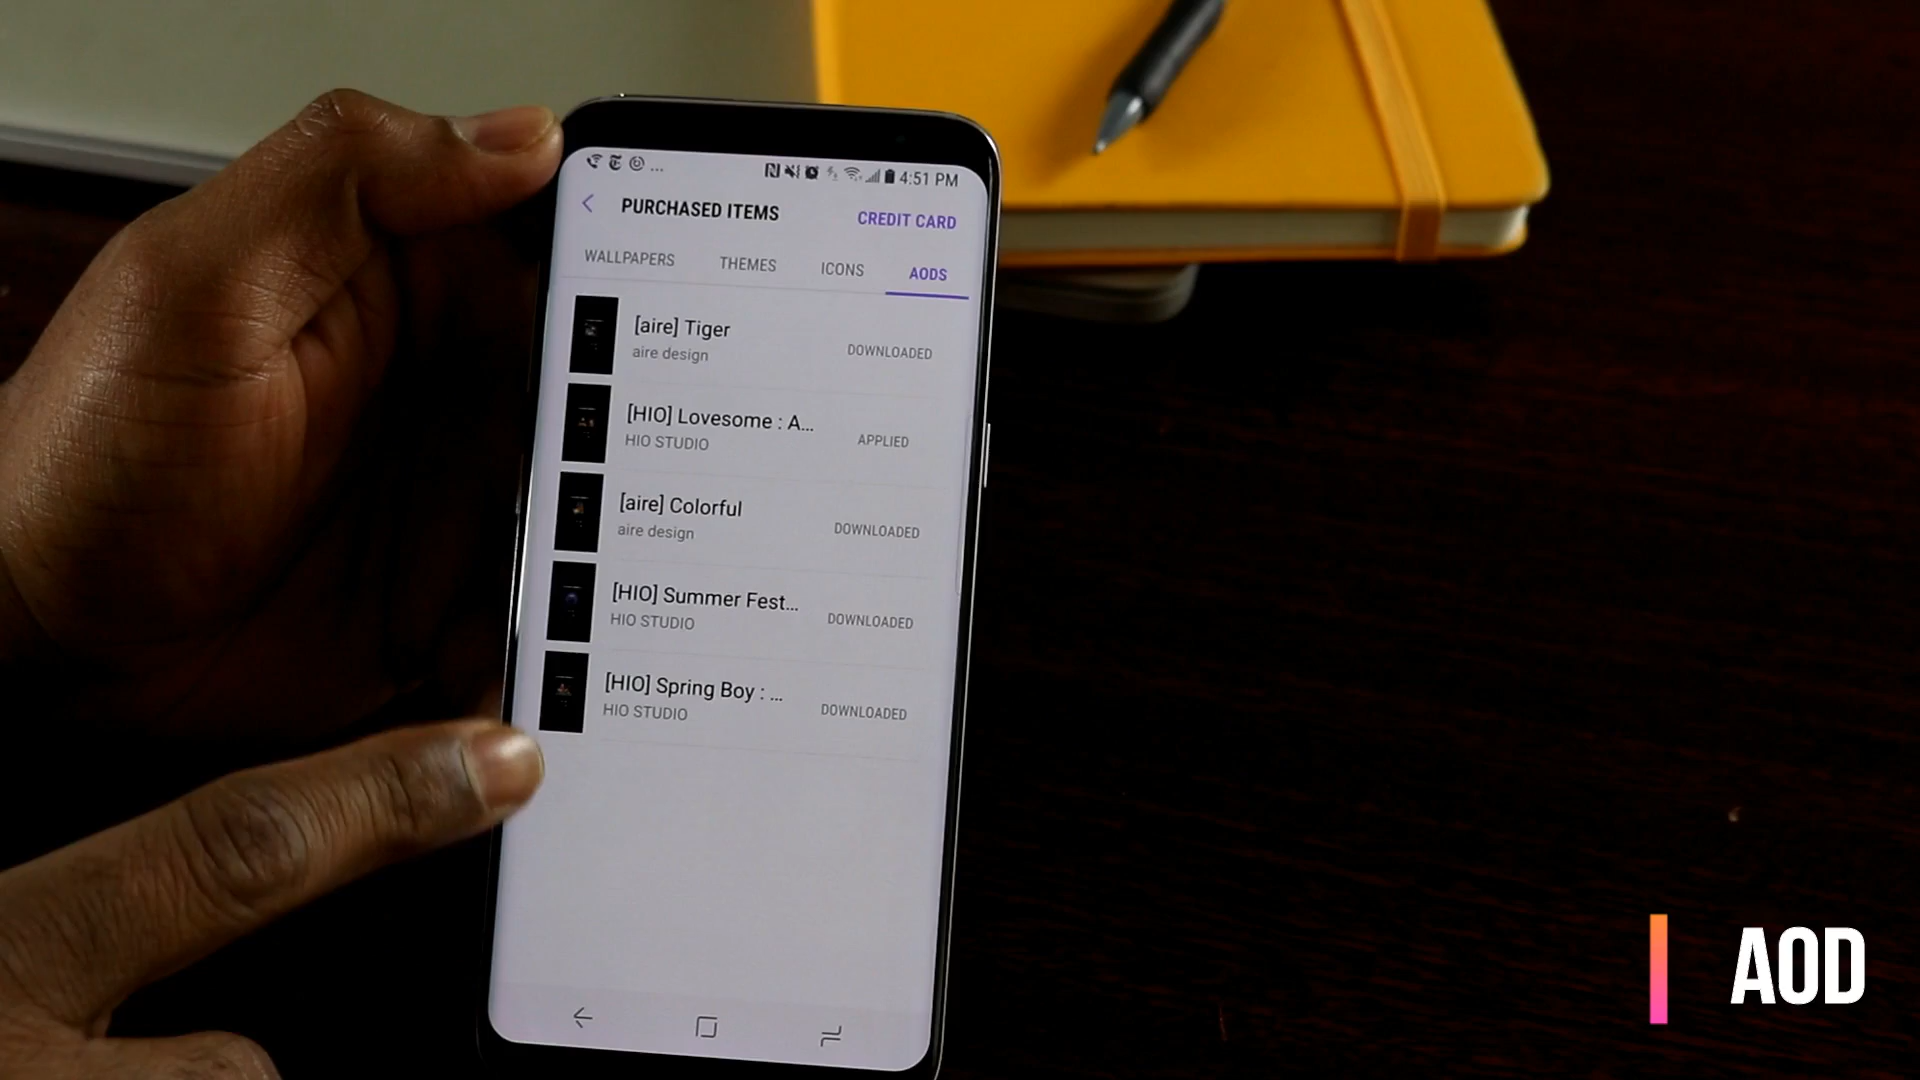 4:51 PM
PURCHASED ITEMS
CREDIT CARD
WALLPAPERS THEMES ICONS AODS
[aire] Tiger
aire design
DOWNLOADED
[HIO] Lovesome : A...
HIO STUDIO
APPLIED
[aire] Colorful
aire design
DOWNLOADED
[HIO] Summer Fest...
HIO STUDIO
DOWNLOADED
[HIO] Spring Boy : ...
HIO STUDIO
DOWNLOADED
AOD